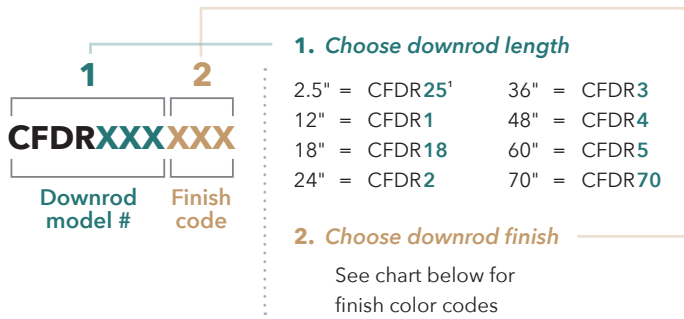 1 2
CFDRXXXXXX
Downrod Finish
model # code
1. Choose downrod length
2.5" = CFDR25¹ 36" = CFDR3
12" = CFDR1 48" = CFDR4
18" = CFDR18 60" = CFDR5
24" = CFDR2 70" = CFDR70
2. Choose downrod finish
See chart below for
finish color codes